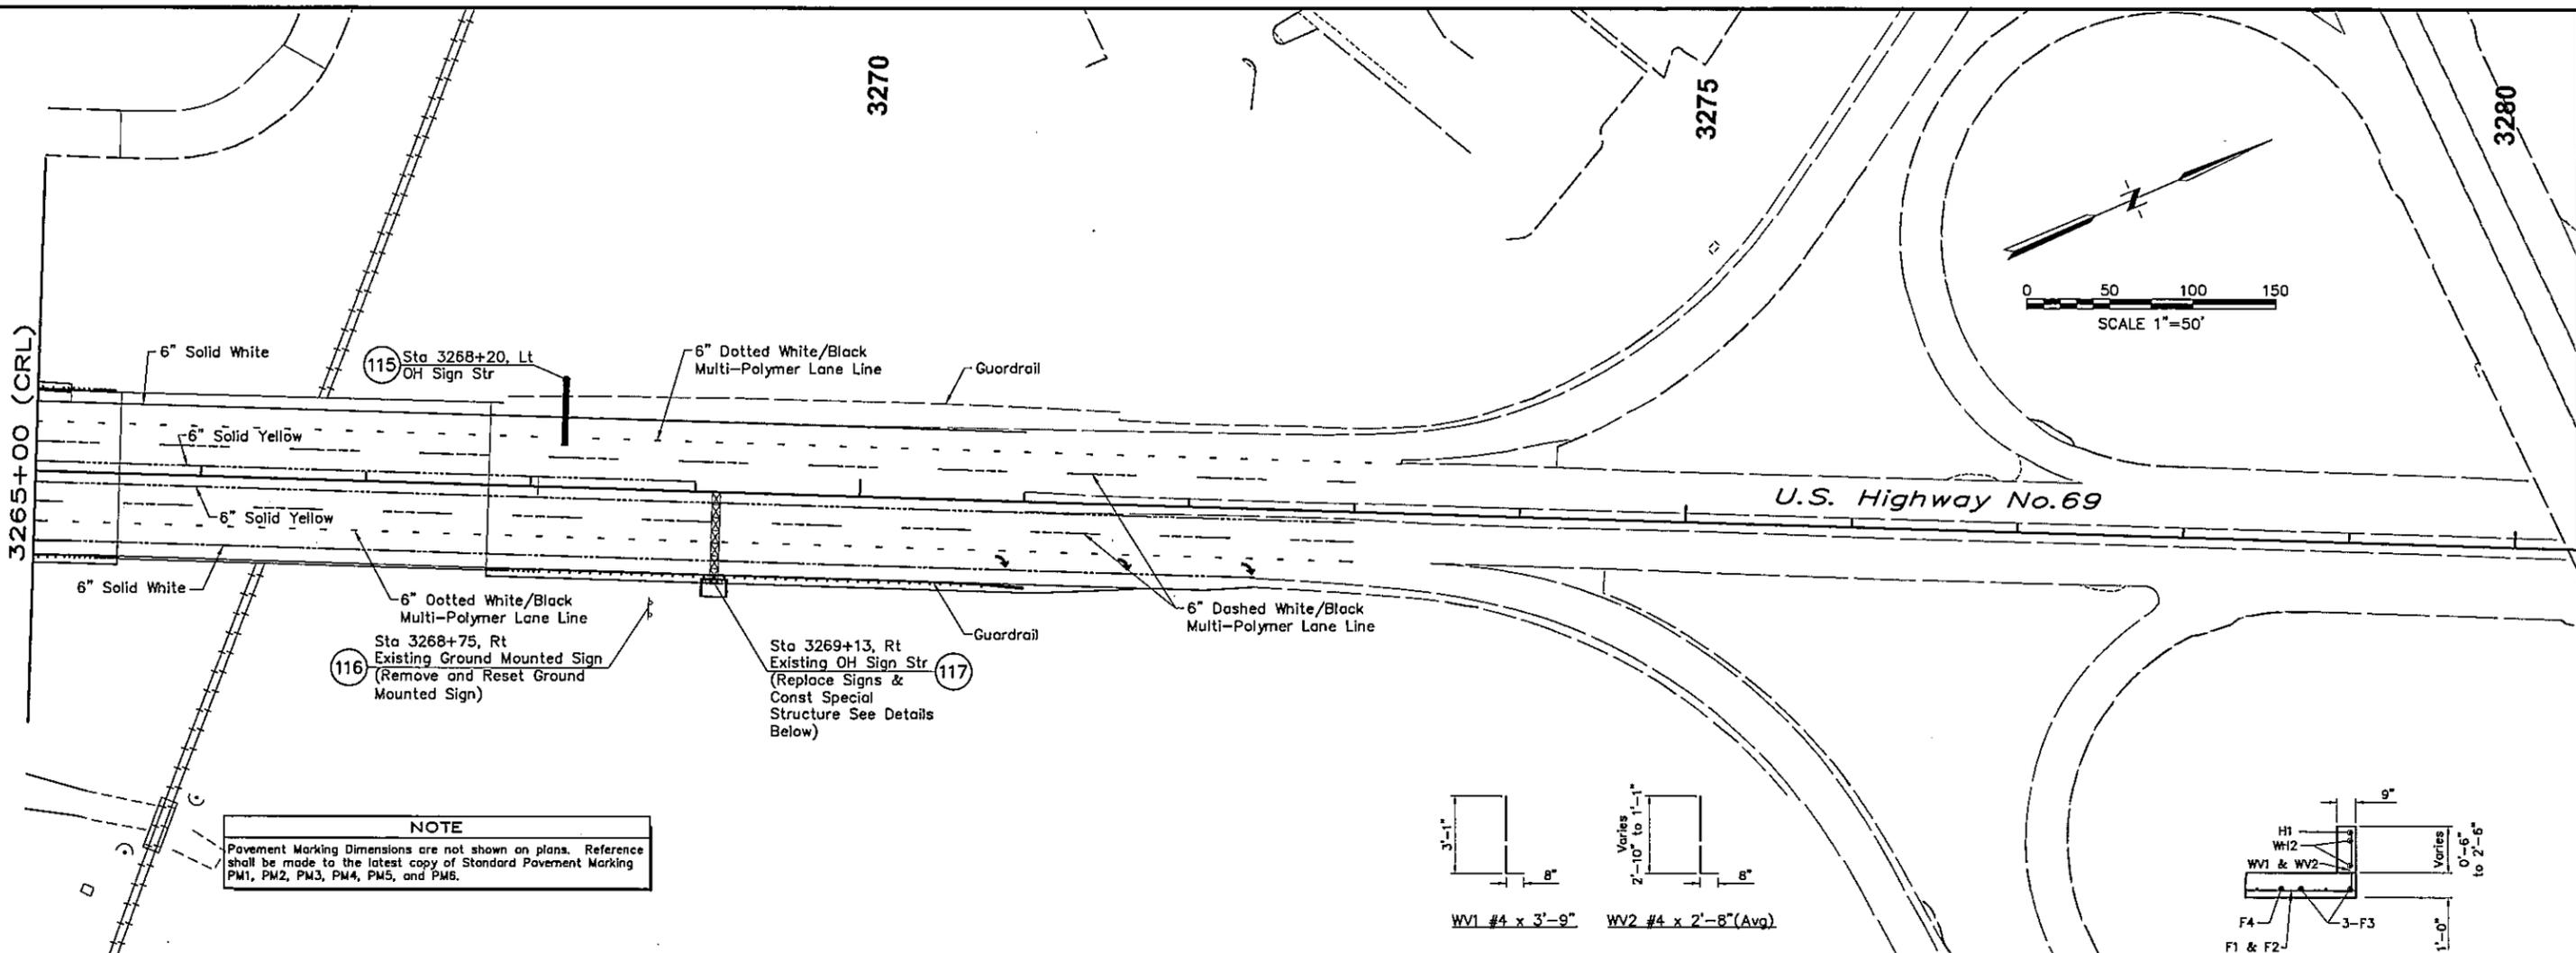 3270
3275
3280
0 50 100 150
SCALE 1"=50'
3265+00 (CRL)
6" Solid White
115
Sta 3268+20, Lt
OH Sign Str
6" Dotted White/Black
Multi-Polymer Lane Line
Guardrail
6" Solid Yellow
U.S. Highway No.69
6" Solid Yellow
6" Solid White
6" Dotted White/Black
Multi-Polymer Lane Line
116
Sta 3268+75, Rt
Existing Ground Mounted Sign
(Remove and Reset Ground
Mounted Sign)
Sta 3269+13, Rt
Existing OH Sign Str
117
(Replace Signs &
Const Special
Structure See Details
Below)
Guardrail
6" Dashed White/Black
Multi-Polymer Lane Line
NOTE
Pavement Marking Dimensions are not shown on plans. Reference
shall be made to the latest copy of Standard Pavement Marking
PM1, PM2, PM3, PM4, PM5, and PM6.
3'-1"
8"
WV1 #4 x 3'-9"
Varies
2'-10" to 1'-1"
8"
WV2 #4 x 2'-8"(Avg)
9"
H1
WH2
WV1 & WV2
Varies
0'-6"
to 2'-6"
F4
3-F3
F1 & F2
1'-0"